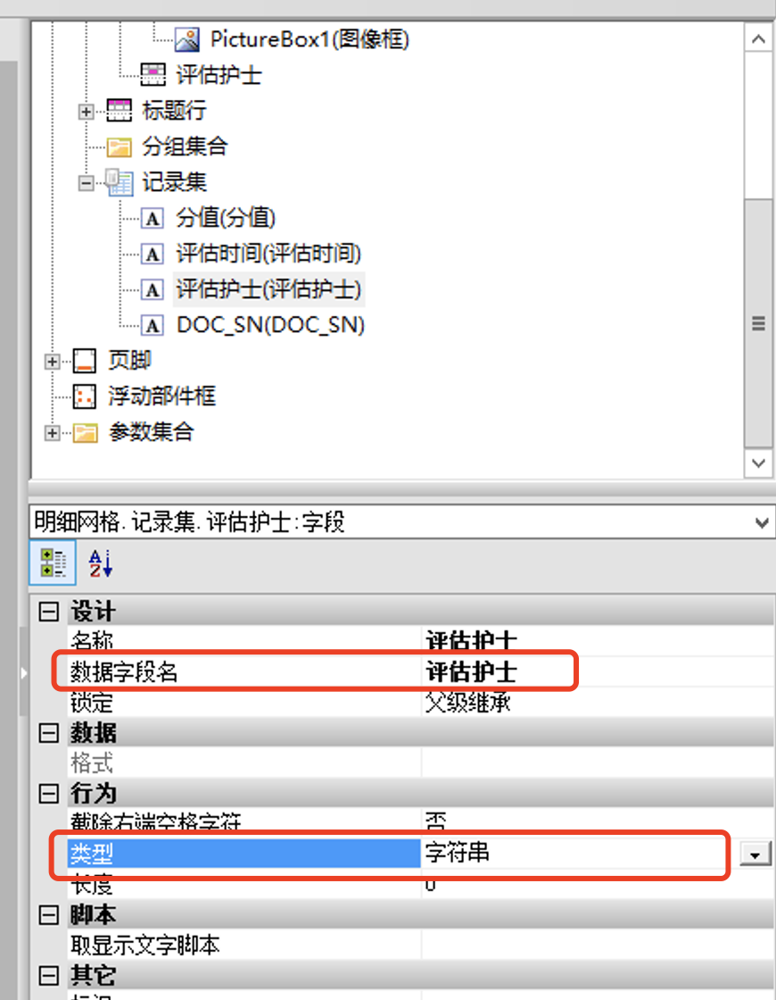 PictureBox1(图像框)
评估护士
标题行
分组集合
记录集
分值(分值)
评估时间(评估时间)
评估护士(评估护士)
DOC_SN(DOC_SN)
页脚
浮动部件框
参数集合
明细网格.记录集.评估护士:字段
设计
名称 评估护士
数据字段名 评估护士
锁定 父级继承
数据
格式
行为
截除右端空格字符 否
类型 字符串
长度 0
脚本
取显示文字脚本
其它